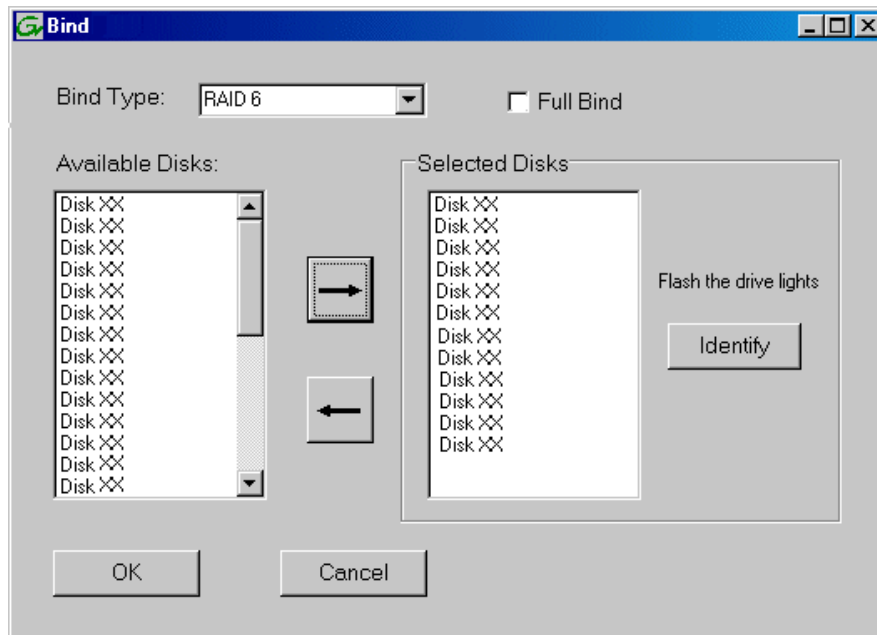 Bind
Bind Type: RAID 6 Full Bind
Available Disks:
Disk XX
Disk XX
Disk XX
Disk XX
Disk XX
Disk XX
Disk XX
Disk XX
Disk XX
Disk XX
Disk XX
Disk XX
Disk XX
Disk XX
Selected Disks
Disk XX
Disk XX
Disk XX
Disk XX
Disk XX
Disk XX
Disk XX
Disk XX
Disk XX
Disk XX
Disk XX
Disk XX
Flash the drive lights
Identify
OK Cancel